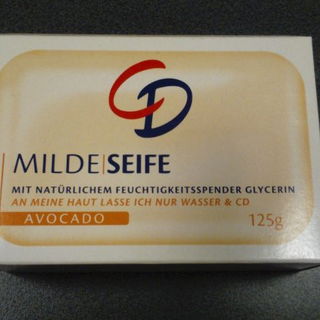 CD
MILDE|SEIFE
MIT NATÜRLICHEM FEUCHTIGKEITSSPENDER GLYCERIN
AN MEINE HAUT LASSE ICH NUR WASSER & CD
AVOCADO 125g